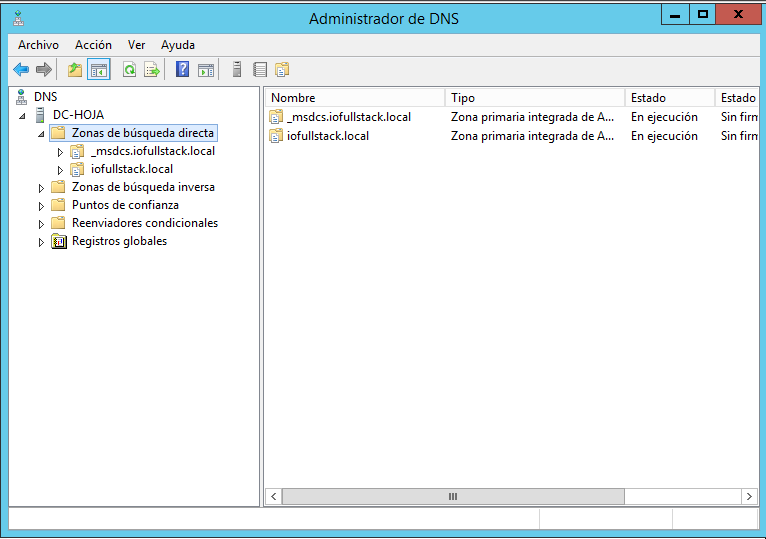 Administrador de DNS
Archivo Acción Ver Ayuda
DNS
DC-HOJA
Zonas de búsqueda directa
_msdcs.iofullstack.local
iofullstack.local
Zonas de búsqueda inversa
Puntos de confianza
Reenviadores condicionales
Registros globales
Nombre Tipo Estado Estado
_msdcs.iofullstack.local Zona primaria integrada de A... En ejecución Sin firm
iofullstack.local Zona primaria integrada de A... En ejecución Sin firm